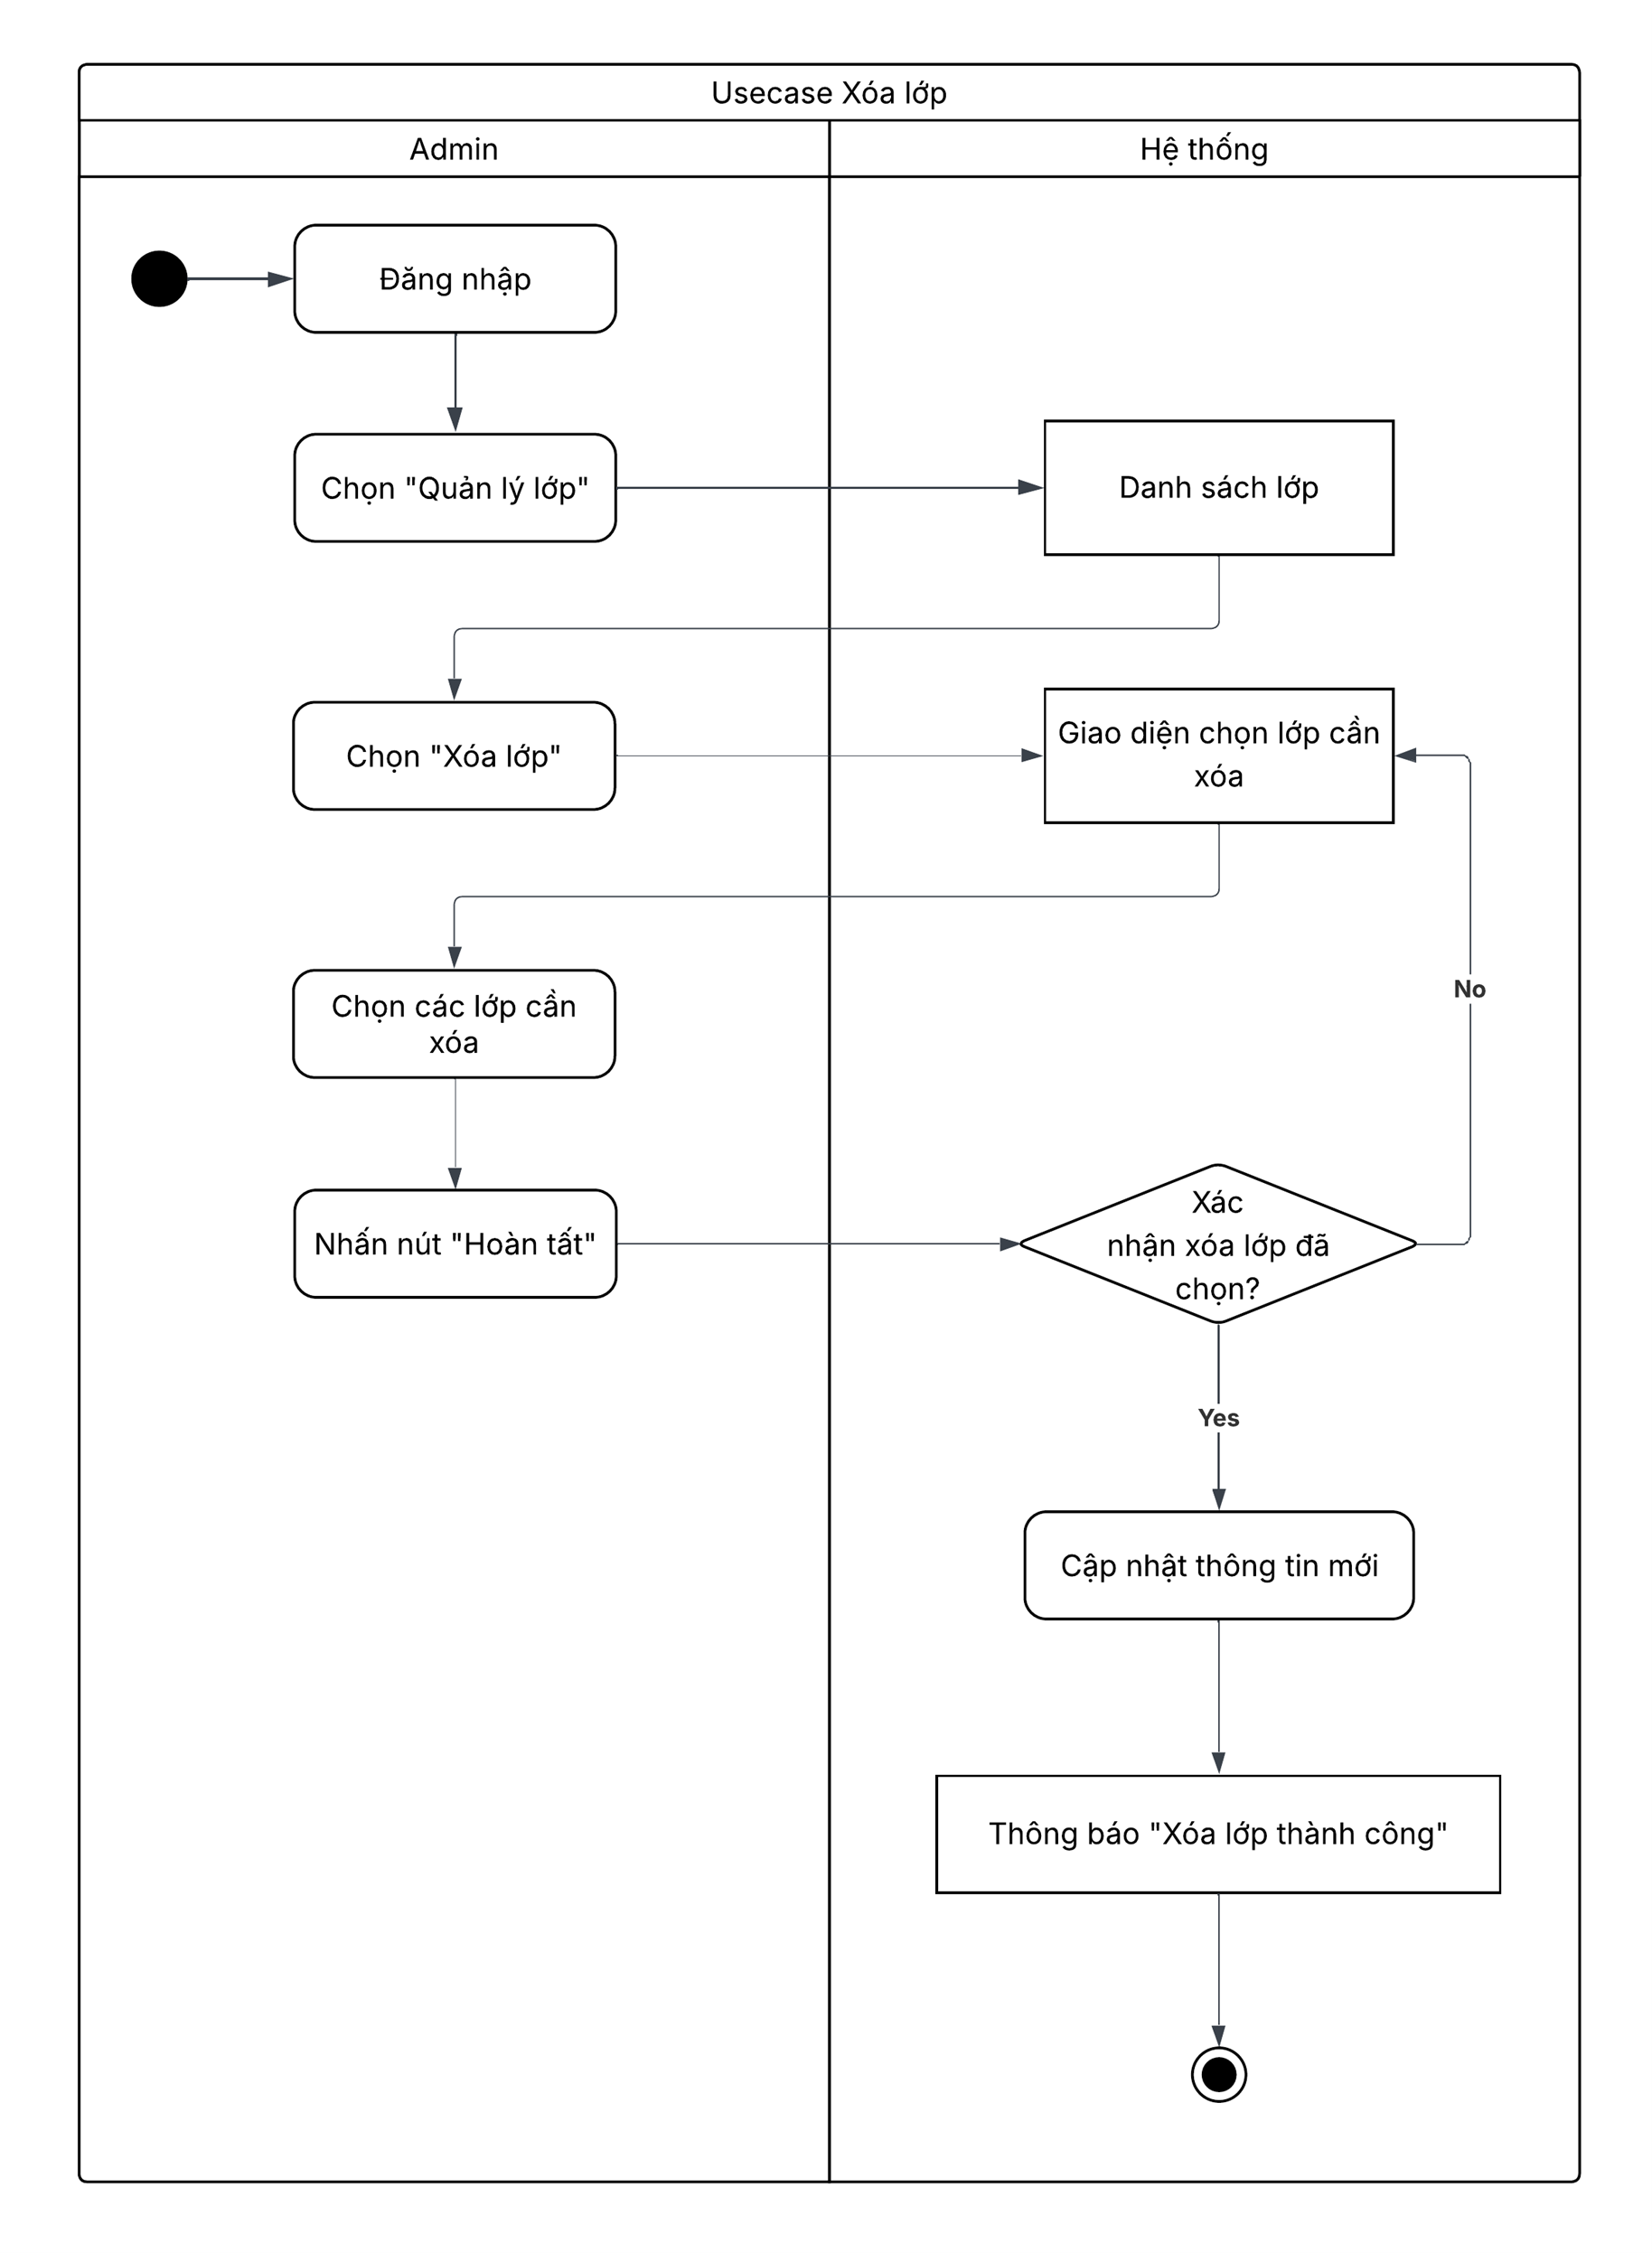 Usecase Xóa lớp
Admin
Hệ thống
Đăng nhập
Chọn "Quản lý lớp"
Danh sách lớp
Chọn "Xóa lớp"
Giao diện chọn lớp cần
xóa
Chọn các lớp cần
xóa
No
Nhấn nút "Hoàn tất"
Xác
nhận xóa lớp đã
chọn?
Yes
Cập nhật thông tin mới
Thông báo "Xóa lớp thành công"